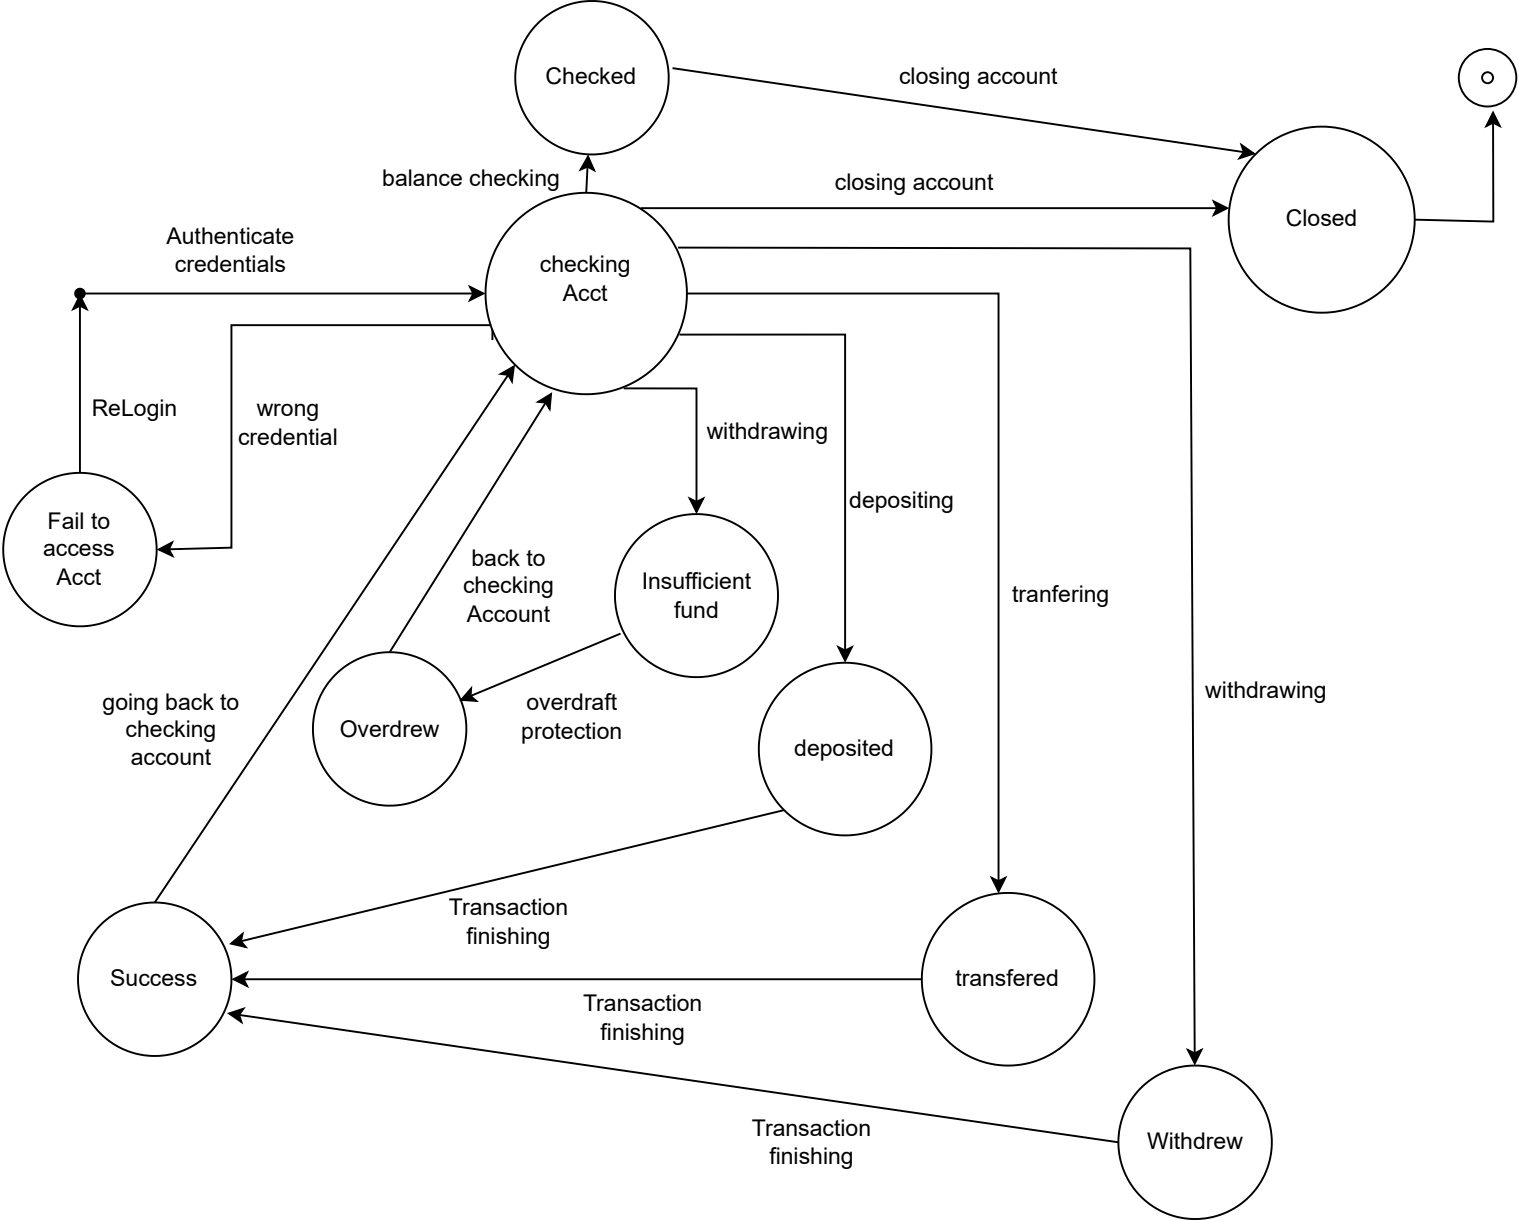 Checked
closing account
balance checking
closing account
Closed
Authenticate
credentials
checking
Acct
ReLogin
wrong
credential
withdrawing
depositing
Fail to
access
Acct
back to
checking
Account
Insufficient
fund
tranfering
going back to
checking
account
Overdrew
overdraft
protection
deposited
withdrawing
Transaction
finishing
Success
transfered
Transaction
finishing
Transaction
finishing
Withdrew